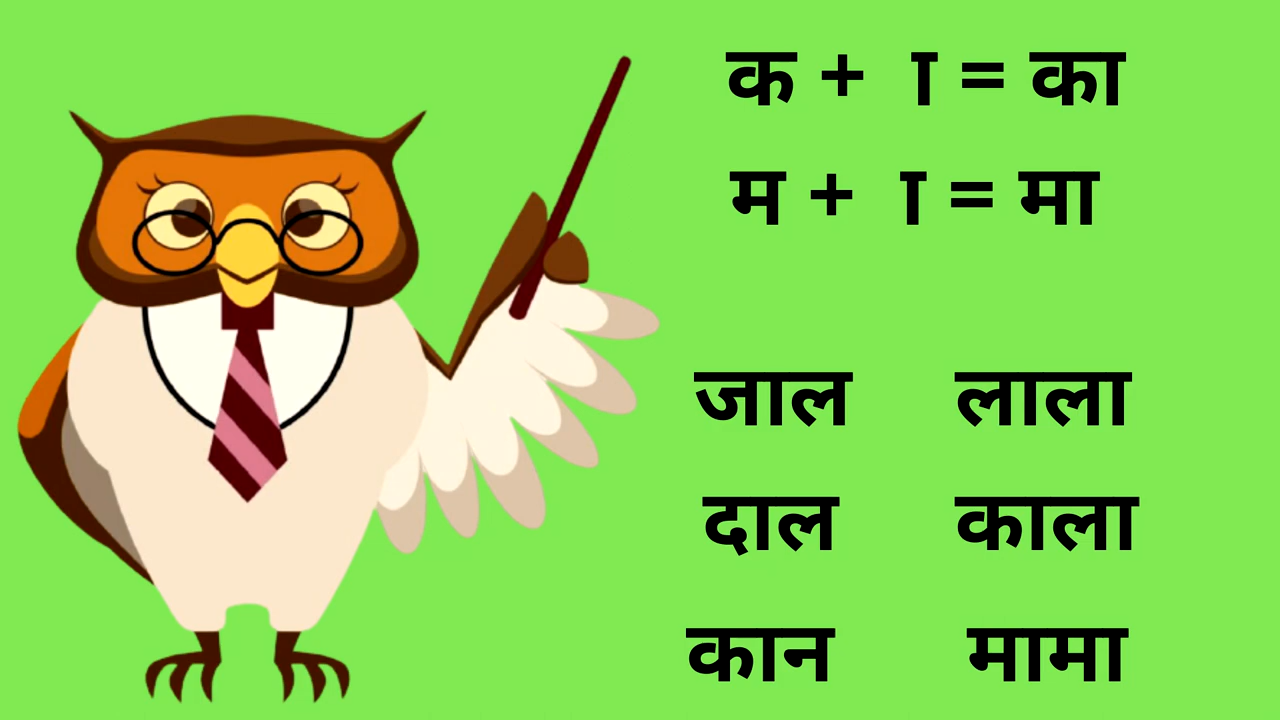 क + ा = का
म + ा = मा
जाल लाला
दाल काला
कान मामा